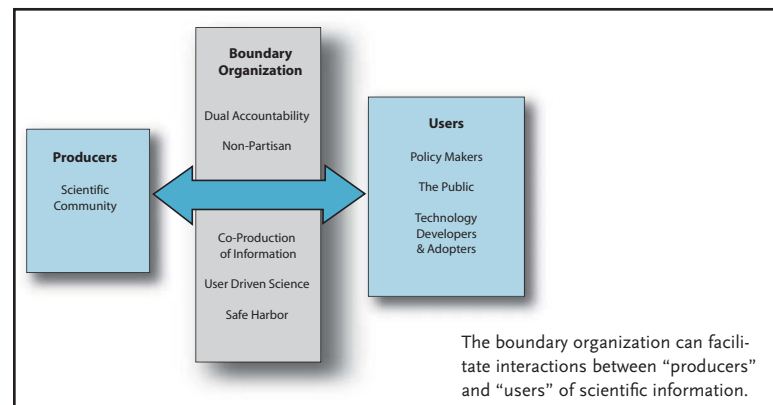 Producers
Scientific
Community
Boundary
Organization
Dual Accountability
Non-Partisan
Co-Production
of Information
User Driven Science
Safe Harbor
Users
Policy Makers
The Public
Technology
Developers
& Adopters
The boundary organization can facili-
tate interactions between “producers”
and “users” of scientific information.